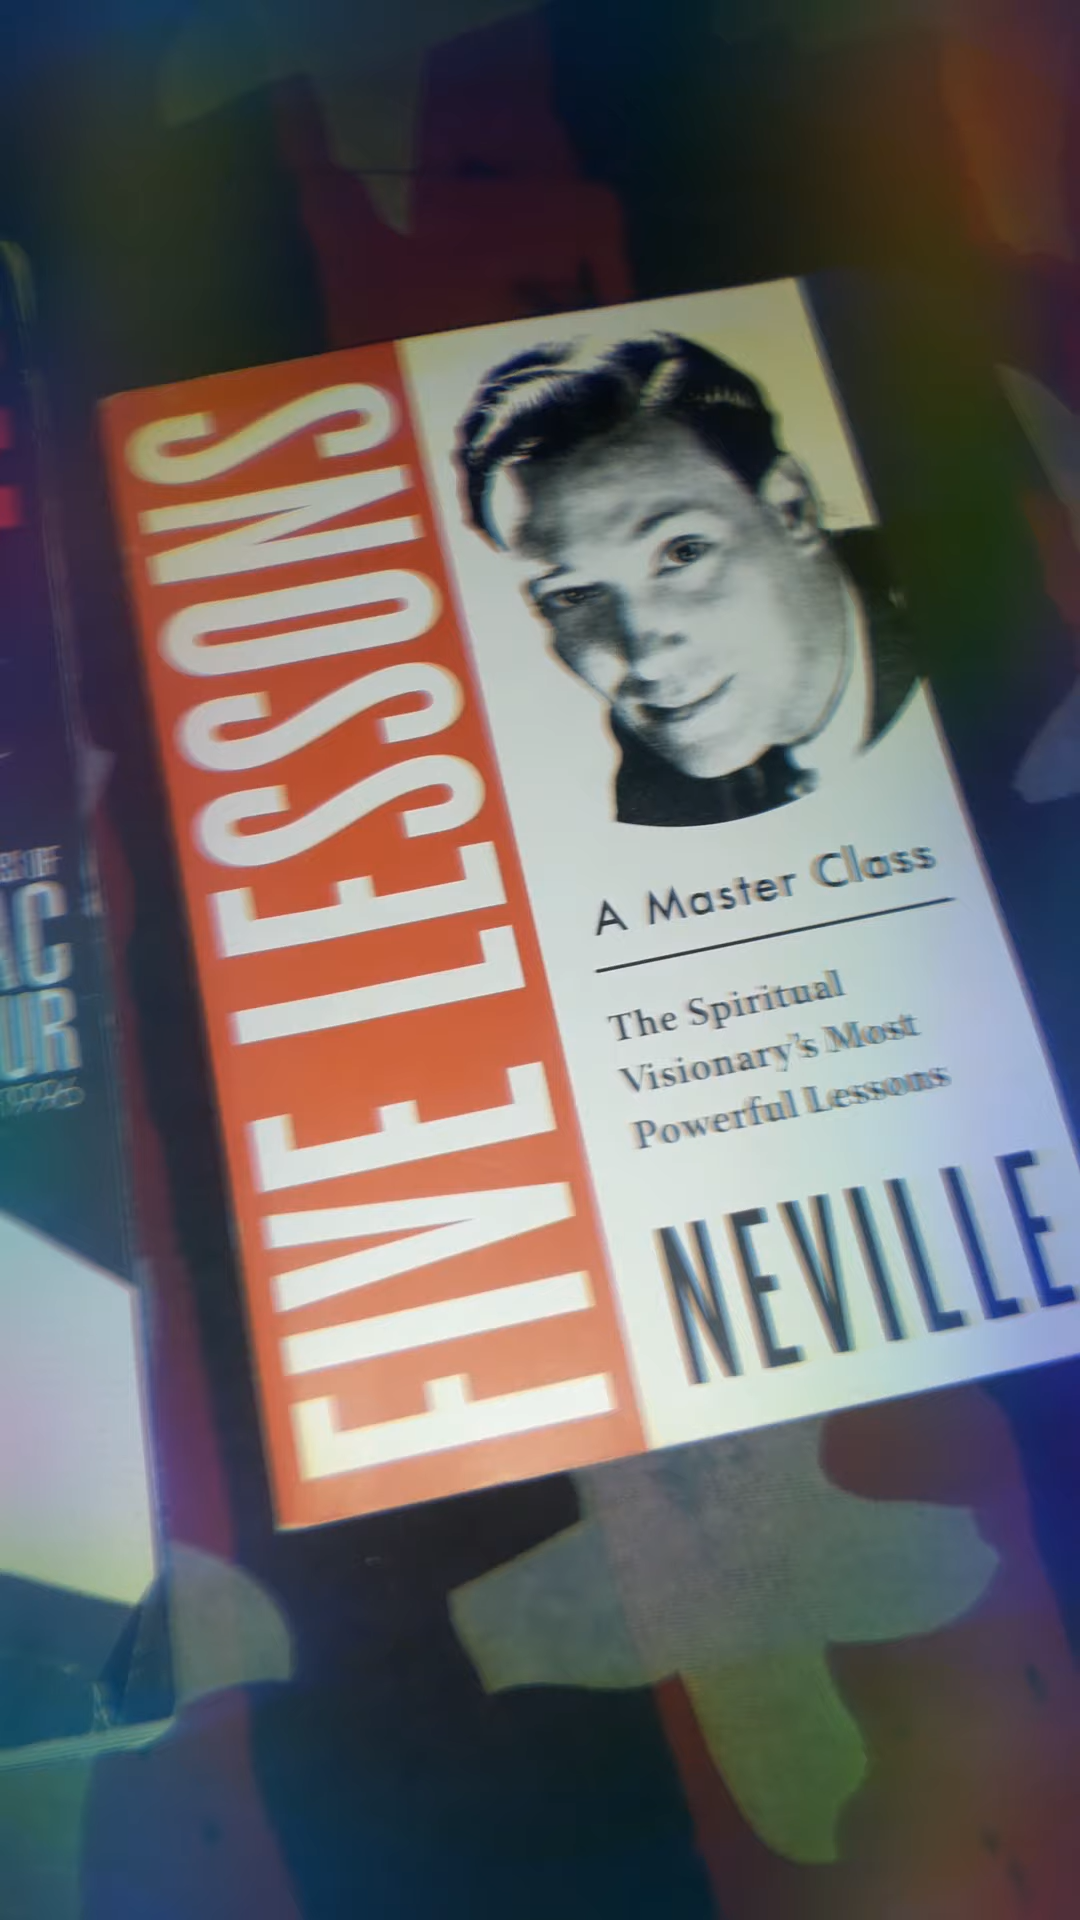 FIVE LESSONS
A Master Class
The Spiritual
Visionary's Most
Powerful Lessons
NEVILLE